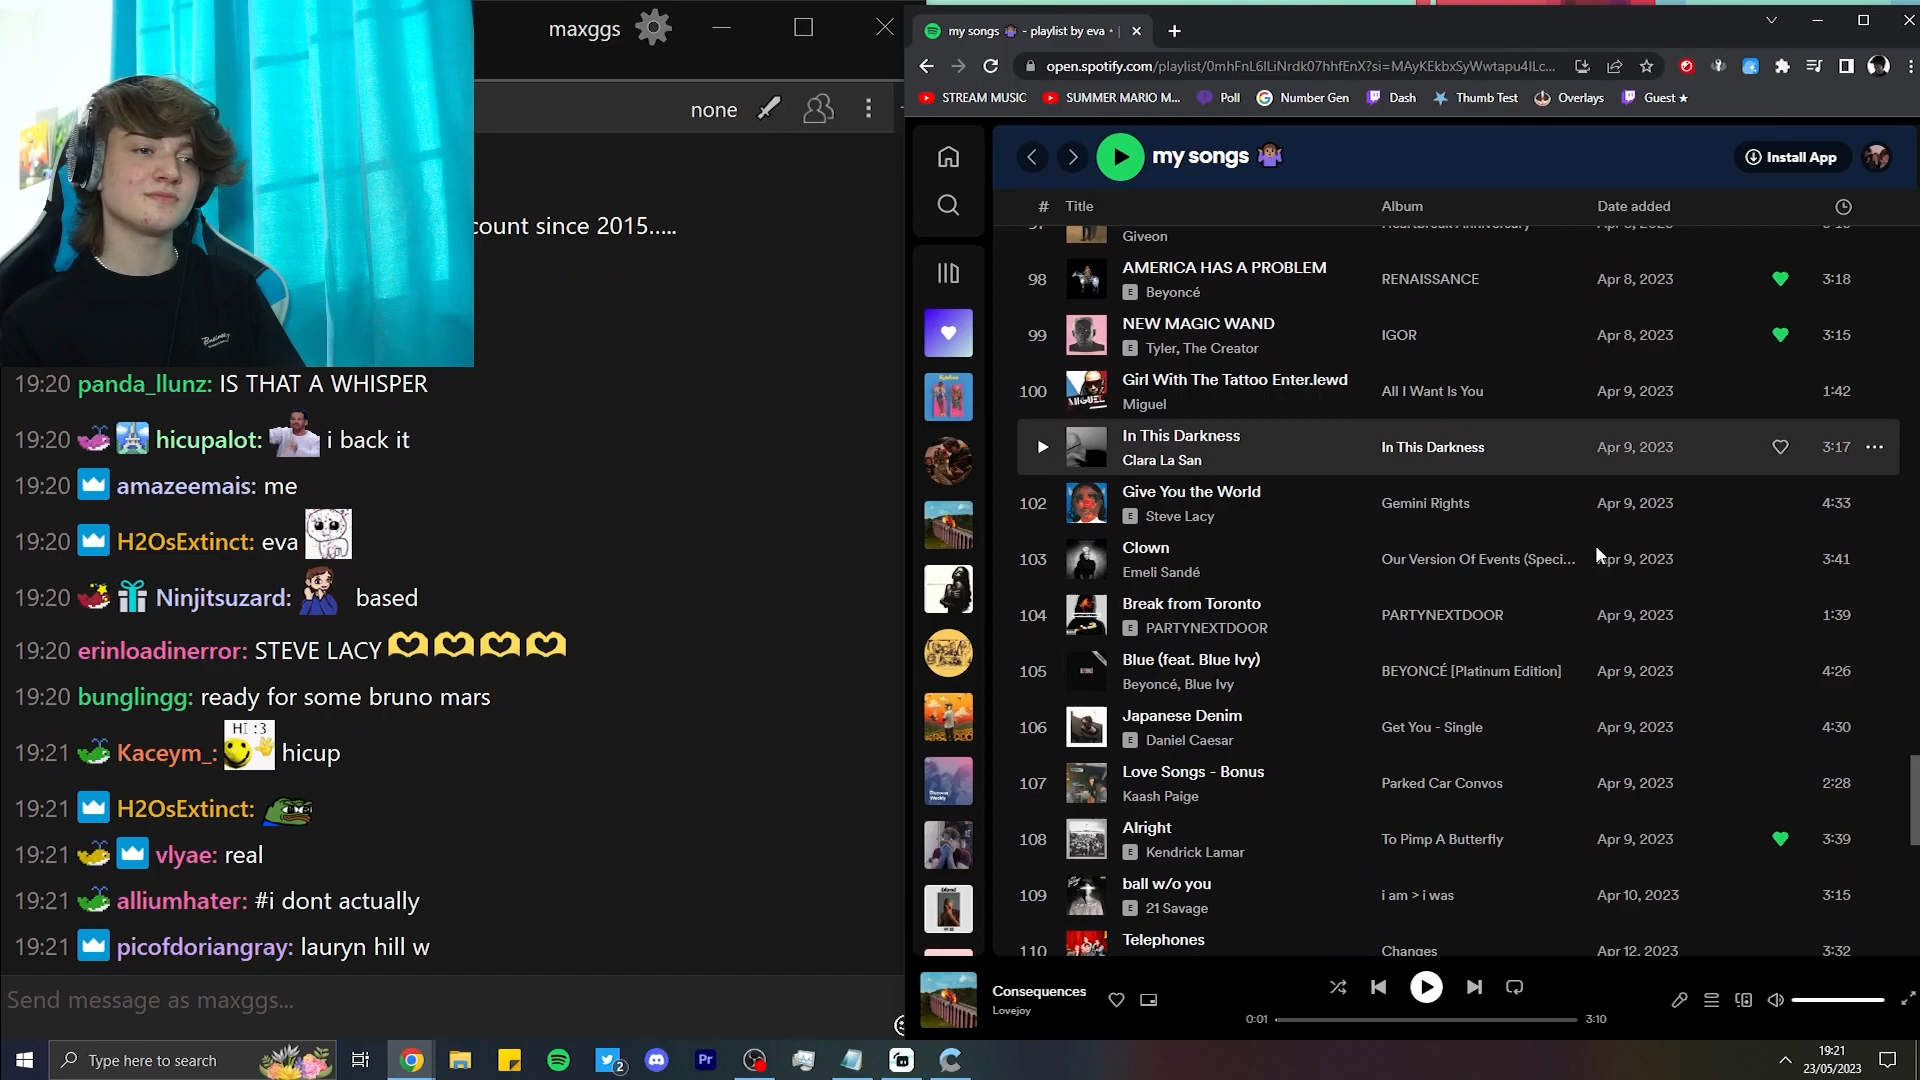 maxggs
none
count since 2015.....
19:20 panda_llunz: IS THAT A WHISPER
19:20 hicupalot: i back it
19:20 amazeemais: me
19:20 H2OsExtinct: eva
19:20 Ninjitsuzard: based
19:20 erinloadinerror: STEVE LACY
19:20 bunglingg: ready for some bruno mars
HI :3
19:21 Kaceym_: hicup
19:21 H2OsExtinct:
19:21 vlyae: real
19:21 alliumhater: #i dont actually
19:21 picofdoriangray: lauryn hill w
Send message as maxggs...
my songs - playlist by eva
open.spotify.com/playlist/0mhFnL6lLiNrdk07hhfEnX?si=MAyKEkbxSyWwtapu4ILc...
STREAM MUSIC SUMMER MARIO M... Poll Number Gen Dash Thumb Test Overlays Guest ★
my songs
Install App
# Title Album Date added
Giveon
98 AMERICA HAS A PROBLEM RENAISSANCE Apr 8, 2023 3:18
E Beyoncé
99 NEW MAGIC WAND IGOR Apr 8, 2023 3:15
E Tyler, The Creator
100 Girl With The Tattoo Enter.lewd All I Want Is You Apr 9, 2023 1:42
Miguel
In This Darkness In This Darkness Apr 9, 2023 3:17
Clara La San
102 Give You the World Gemini Rights Apr 9, 2023 4:33
E Steve Lacy
103 Clown Our Version Of Events (Speci... Apr 9, 2023 3:41
Emeli Sandé
104 Break from Toronto PARTYNEXTDOOR Apr 9, 2023 1:39
E PARTYNEXTDOOR
105 Blue (feat. Blue Ivy) BEYONCÉ [Platinum Edition] Apr 9, 2023 4:26
Beyoncé, Blue Ivy
106 Japanese Denim Get You - Single Apr 9, 2023 4:30
E Daniel Caesar
107 Love Songs - Bonus Parked Car Convos Apr 9, 2023 2:28
Kaash Paige
108 Alright To Pimp A Butterfly Apr 9, 2023 3:39
E Kendrick Lamar
109 ball w/o you i am > i was Apr 10, 2023 3:15
E 21 Savage
110 Telephones Changes Apr 12, 2023 3:32
Discover Weekly
blond
Consequences
Lovejoy
0:01 3:10
Type here to search
2
Pr
19:21
23/05/2023